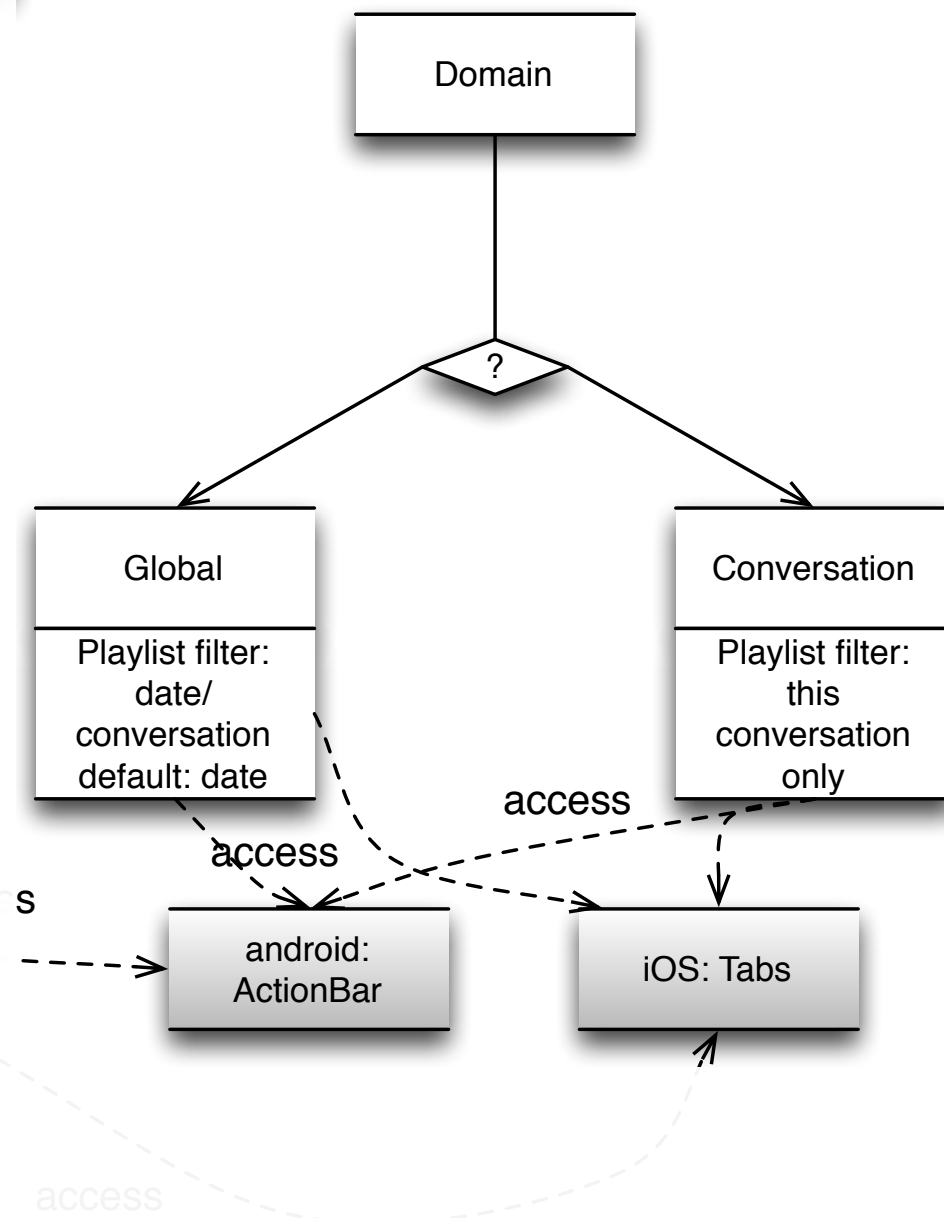 Domain
?
Global
Conversation
Playlist filter:
date/
conversation
default: date
Playlist filter:
this
conversation
only
access
access
s
android:
ActionBar
iOS: Tabs
access